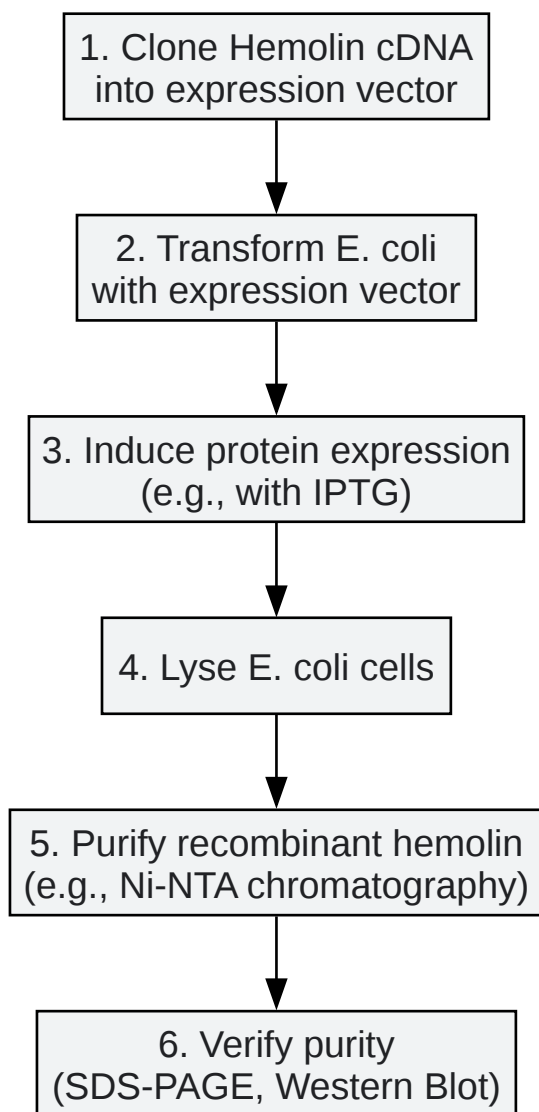 1. Clone Hemolin cDNA
into expression vector
2. Transform E. coli
with expression vector
3. Induce protein expression
(e.g., with IPTG)
4. Lyse E. coli cells
5. Purify recombinant hemolin
(e.g., Ni-NTA chromatography)
6. Verify purity
(SDS-PAGE, Western Blot)